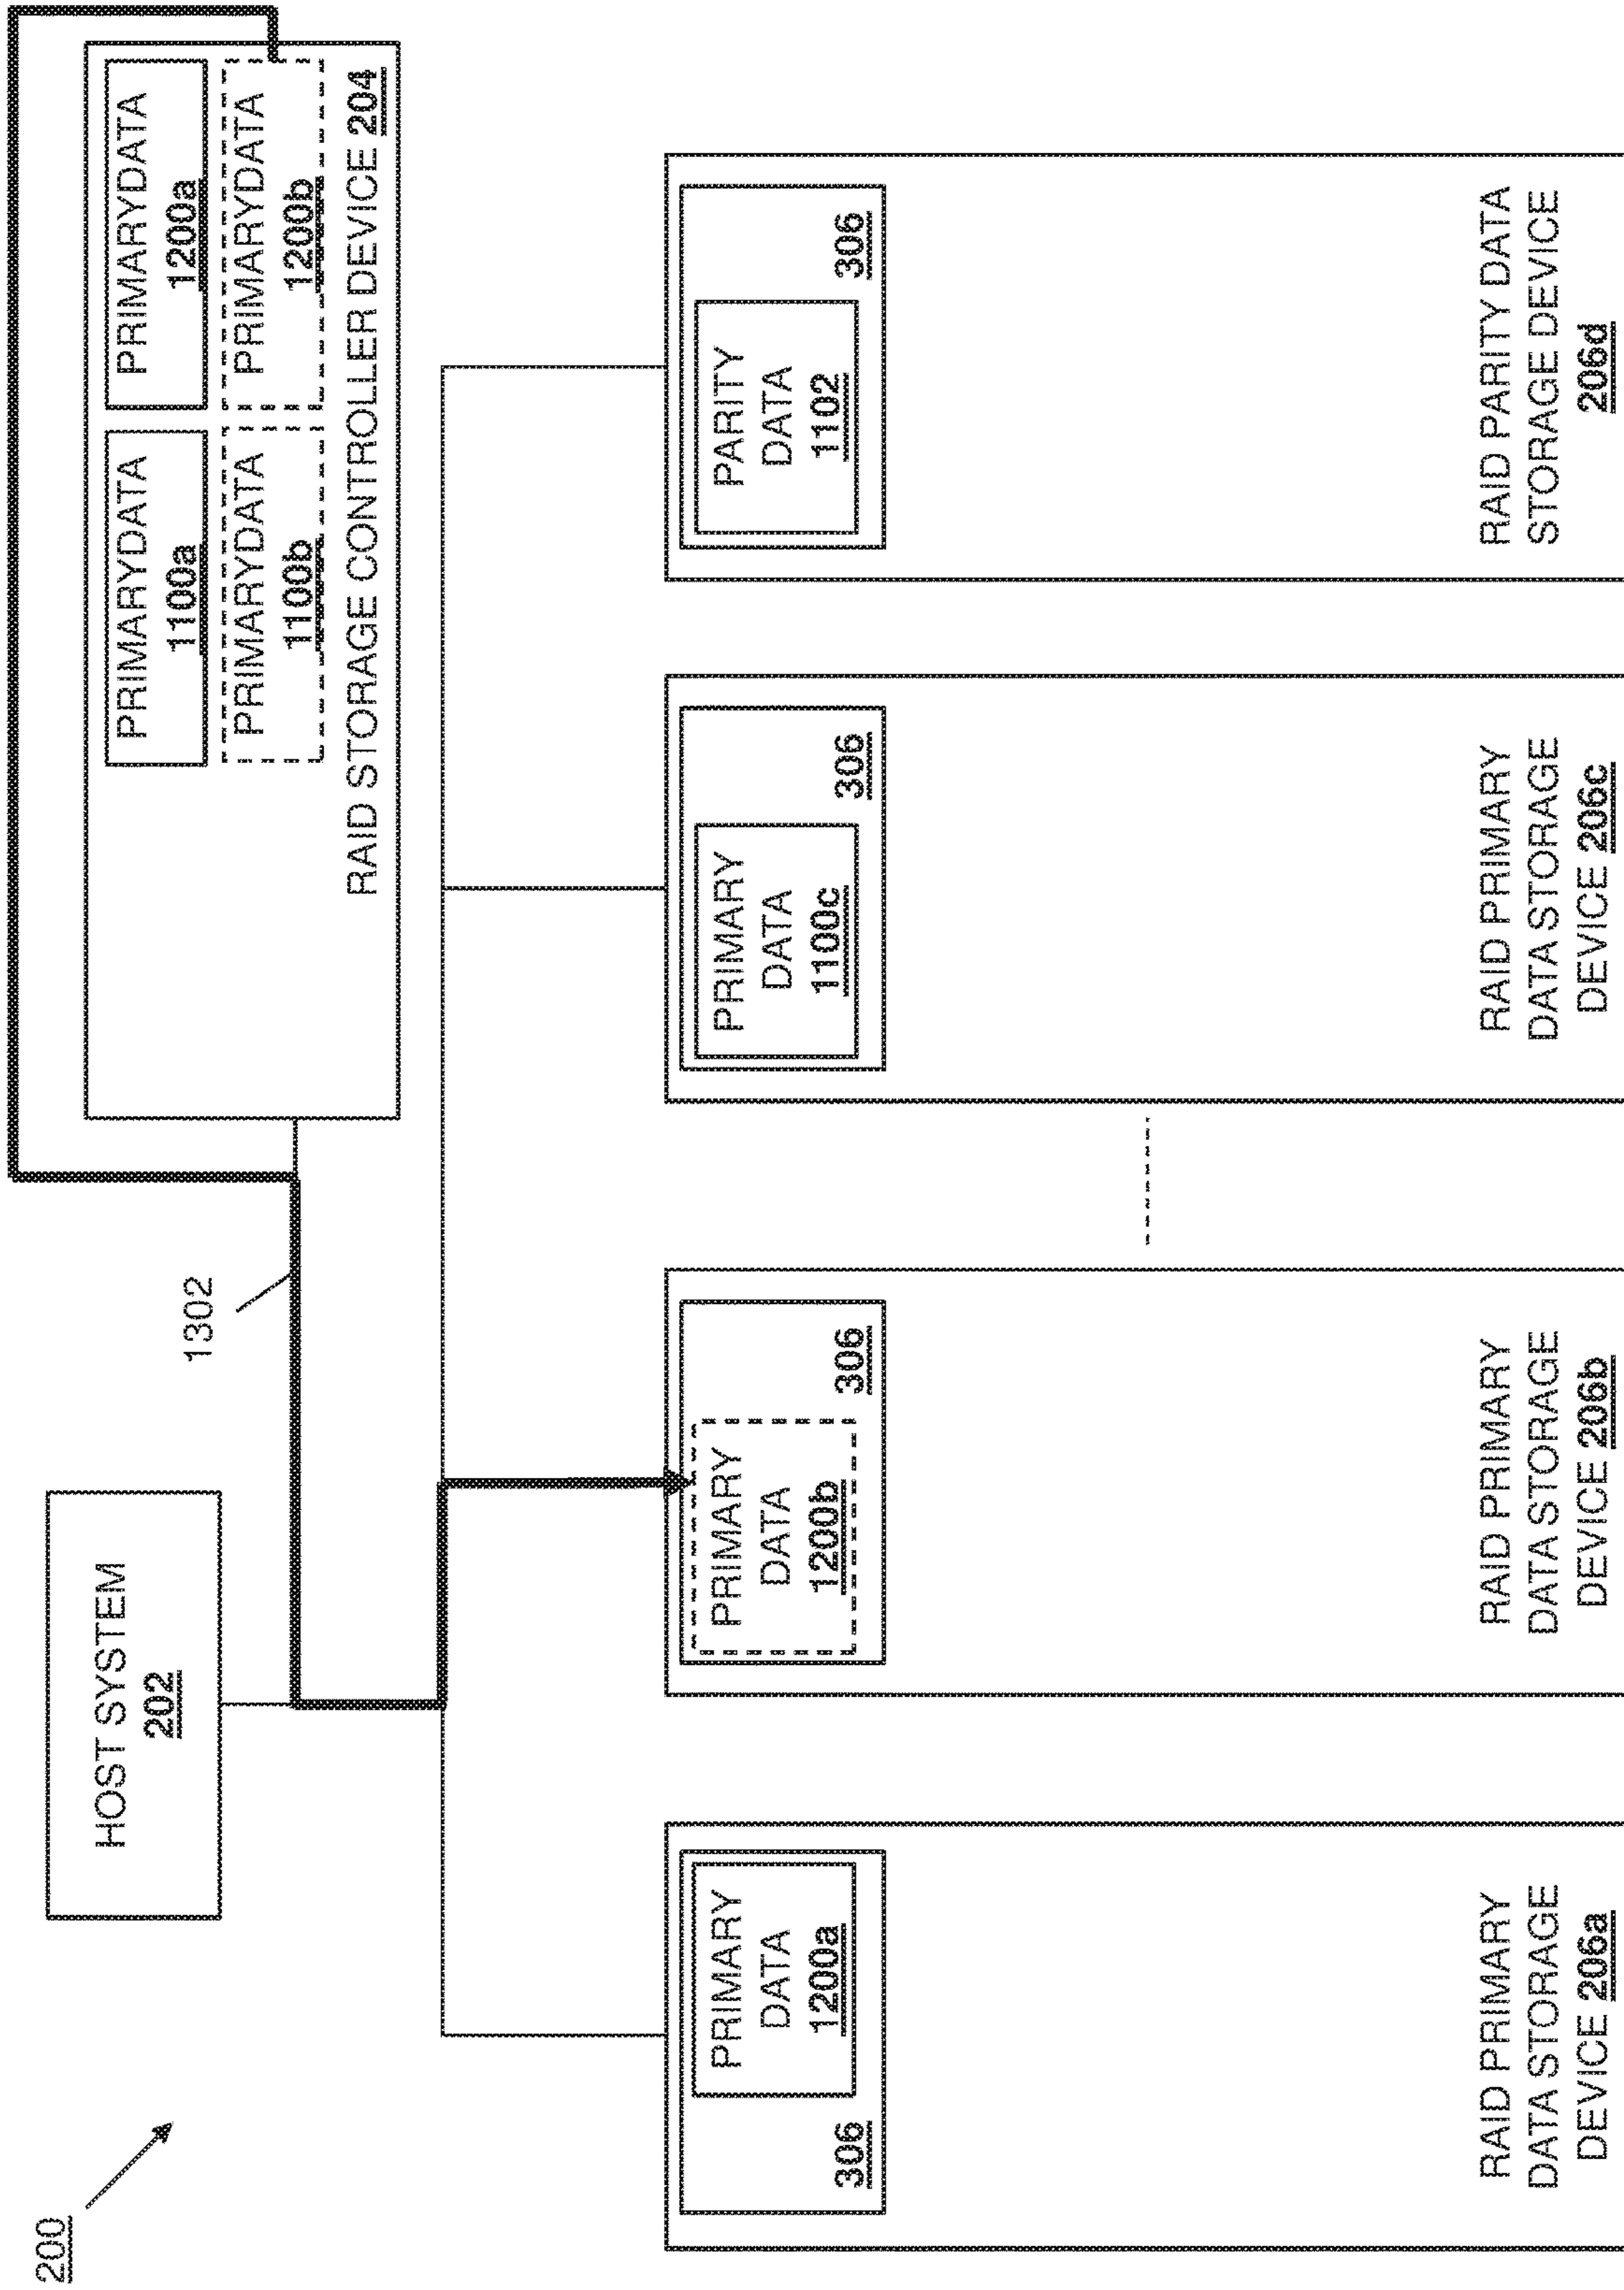 200
HOST SYSTEM
202
1302
PRIMARYDATA
1100a
PRIMARYDATA
1200a
PRIMARYDATA
1100b
PRIMARYDATA
1200b
RAID STORAGE CONTROLLER DEVICE 204
306
PRIMARY
DATA
1200a
RAID PRIMARY
DATA STORAGE
DEVICE 206a
PRIMARY
DATA
1200b
306
RAID PRIMARY
DATA STORAGE
DEVICE 206b
PRIMARY
DATA
1100c
306
RAID PRIMARY
DATA STORAGE
DEVICE 206c
PARITY
DATA
1102
306
RAID PARITY DATA
STORAGE DEVICE
206d